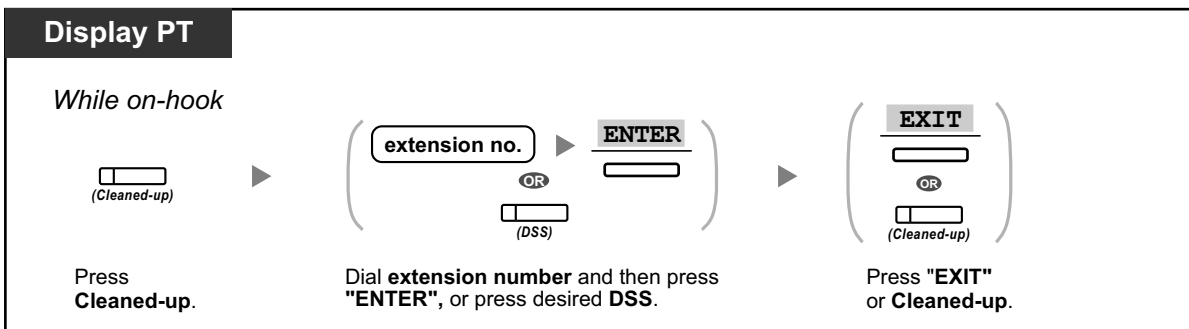 Display PT
While on-hook
(Cleaned-up)
extension no.
ENTER
OR
(DSS)
EXIT
OR
(Cleaned-up)
Press
Cleaned-up.
Dial extension number and then press
"ENTER", or press desired DSS.
Press "EXIT"
or Cleaned-up.